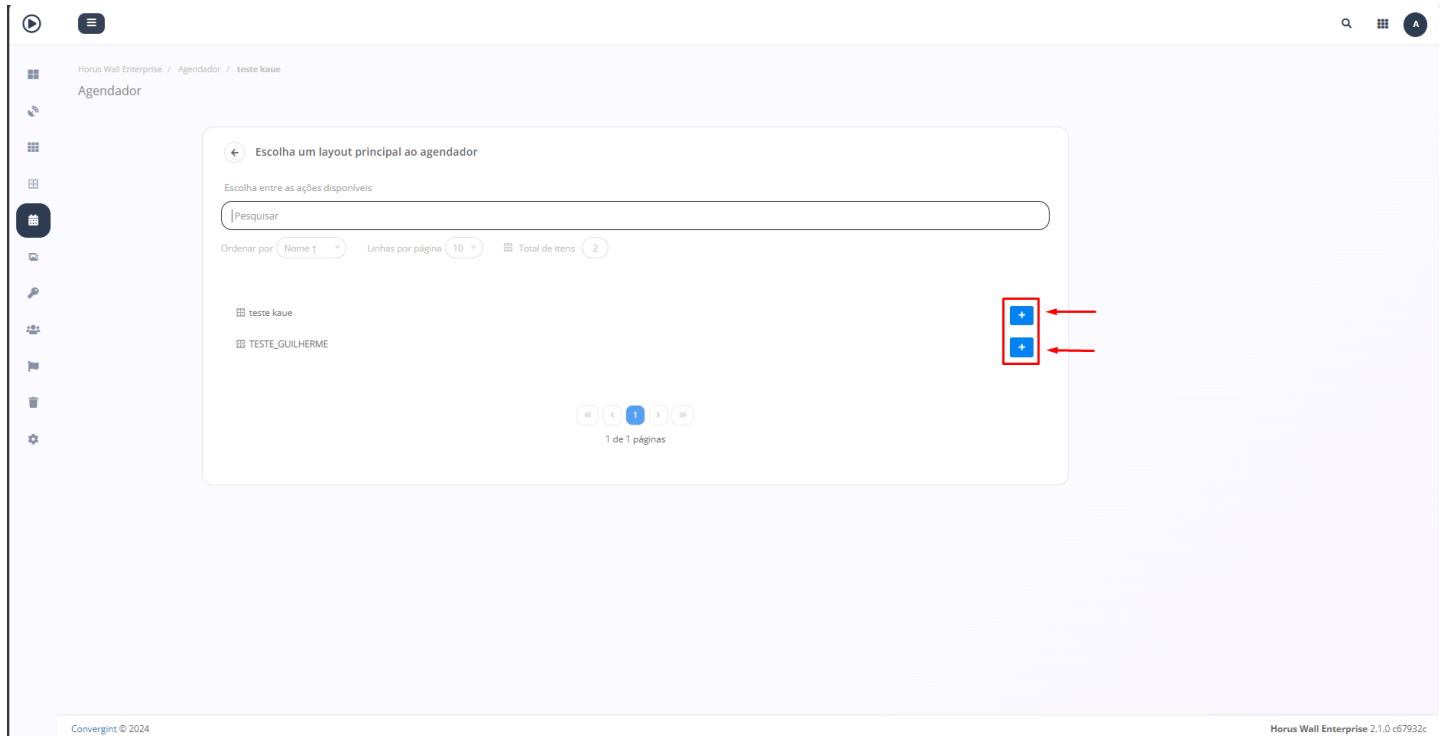 A
Horus Wall Enterprise / Agendador / teste kaue
Agendador
Escolha um layout principal ao agendador
Escolha entre as ações disponíveis
Pesquisar
Ordenar por Nome ↑ Linhas por página 10 Total de itens 2
teste kaue +
TESTE_GUILHERME +
« ‹ 1 › »
1 de 1 páginas
Convergint © 2024 Horus Wall Enterprise 2.1.0 c67932c